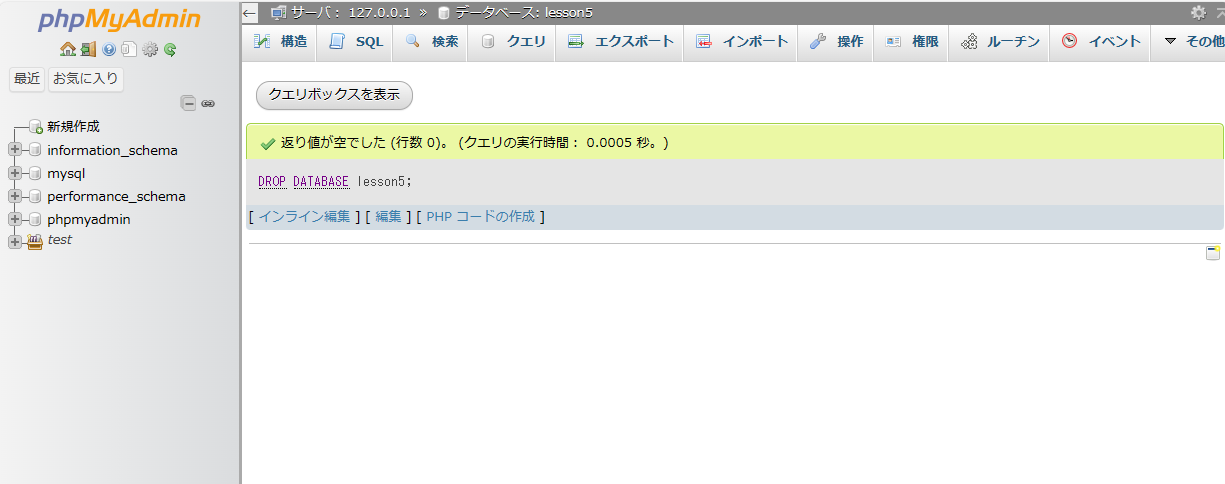 phpMyAdmin
最近 お気に入り
新規作成
information_schema
mysql
performance_schema
phpmyadmin
test
サーバ: 127.0.0.1 » データベース: lesson5
構造 SQL 検索 クエリ エクスポート インポート 操作 権限 ルーチン イベント その他
クエリボックスを表示
返り値が空でした (行数 0)。 (クエリの実行時間： 0.0005 秒。)
DROP DATABASE lesson5;
[ インライン編集 ] [ 編集 ] [ PHP コードの作成 ]